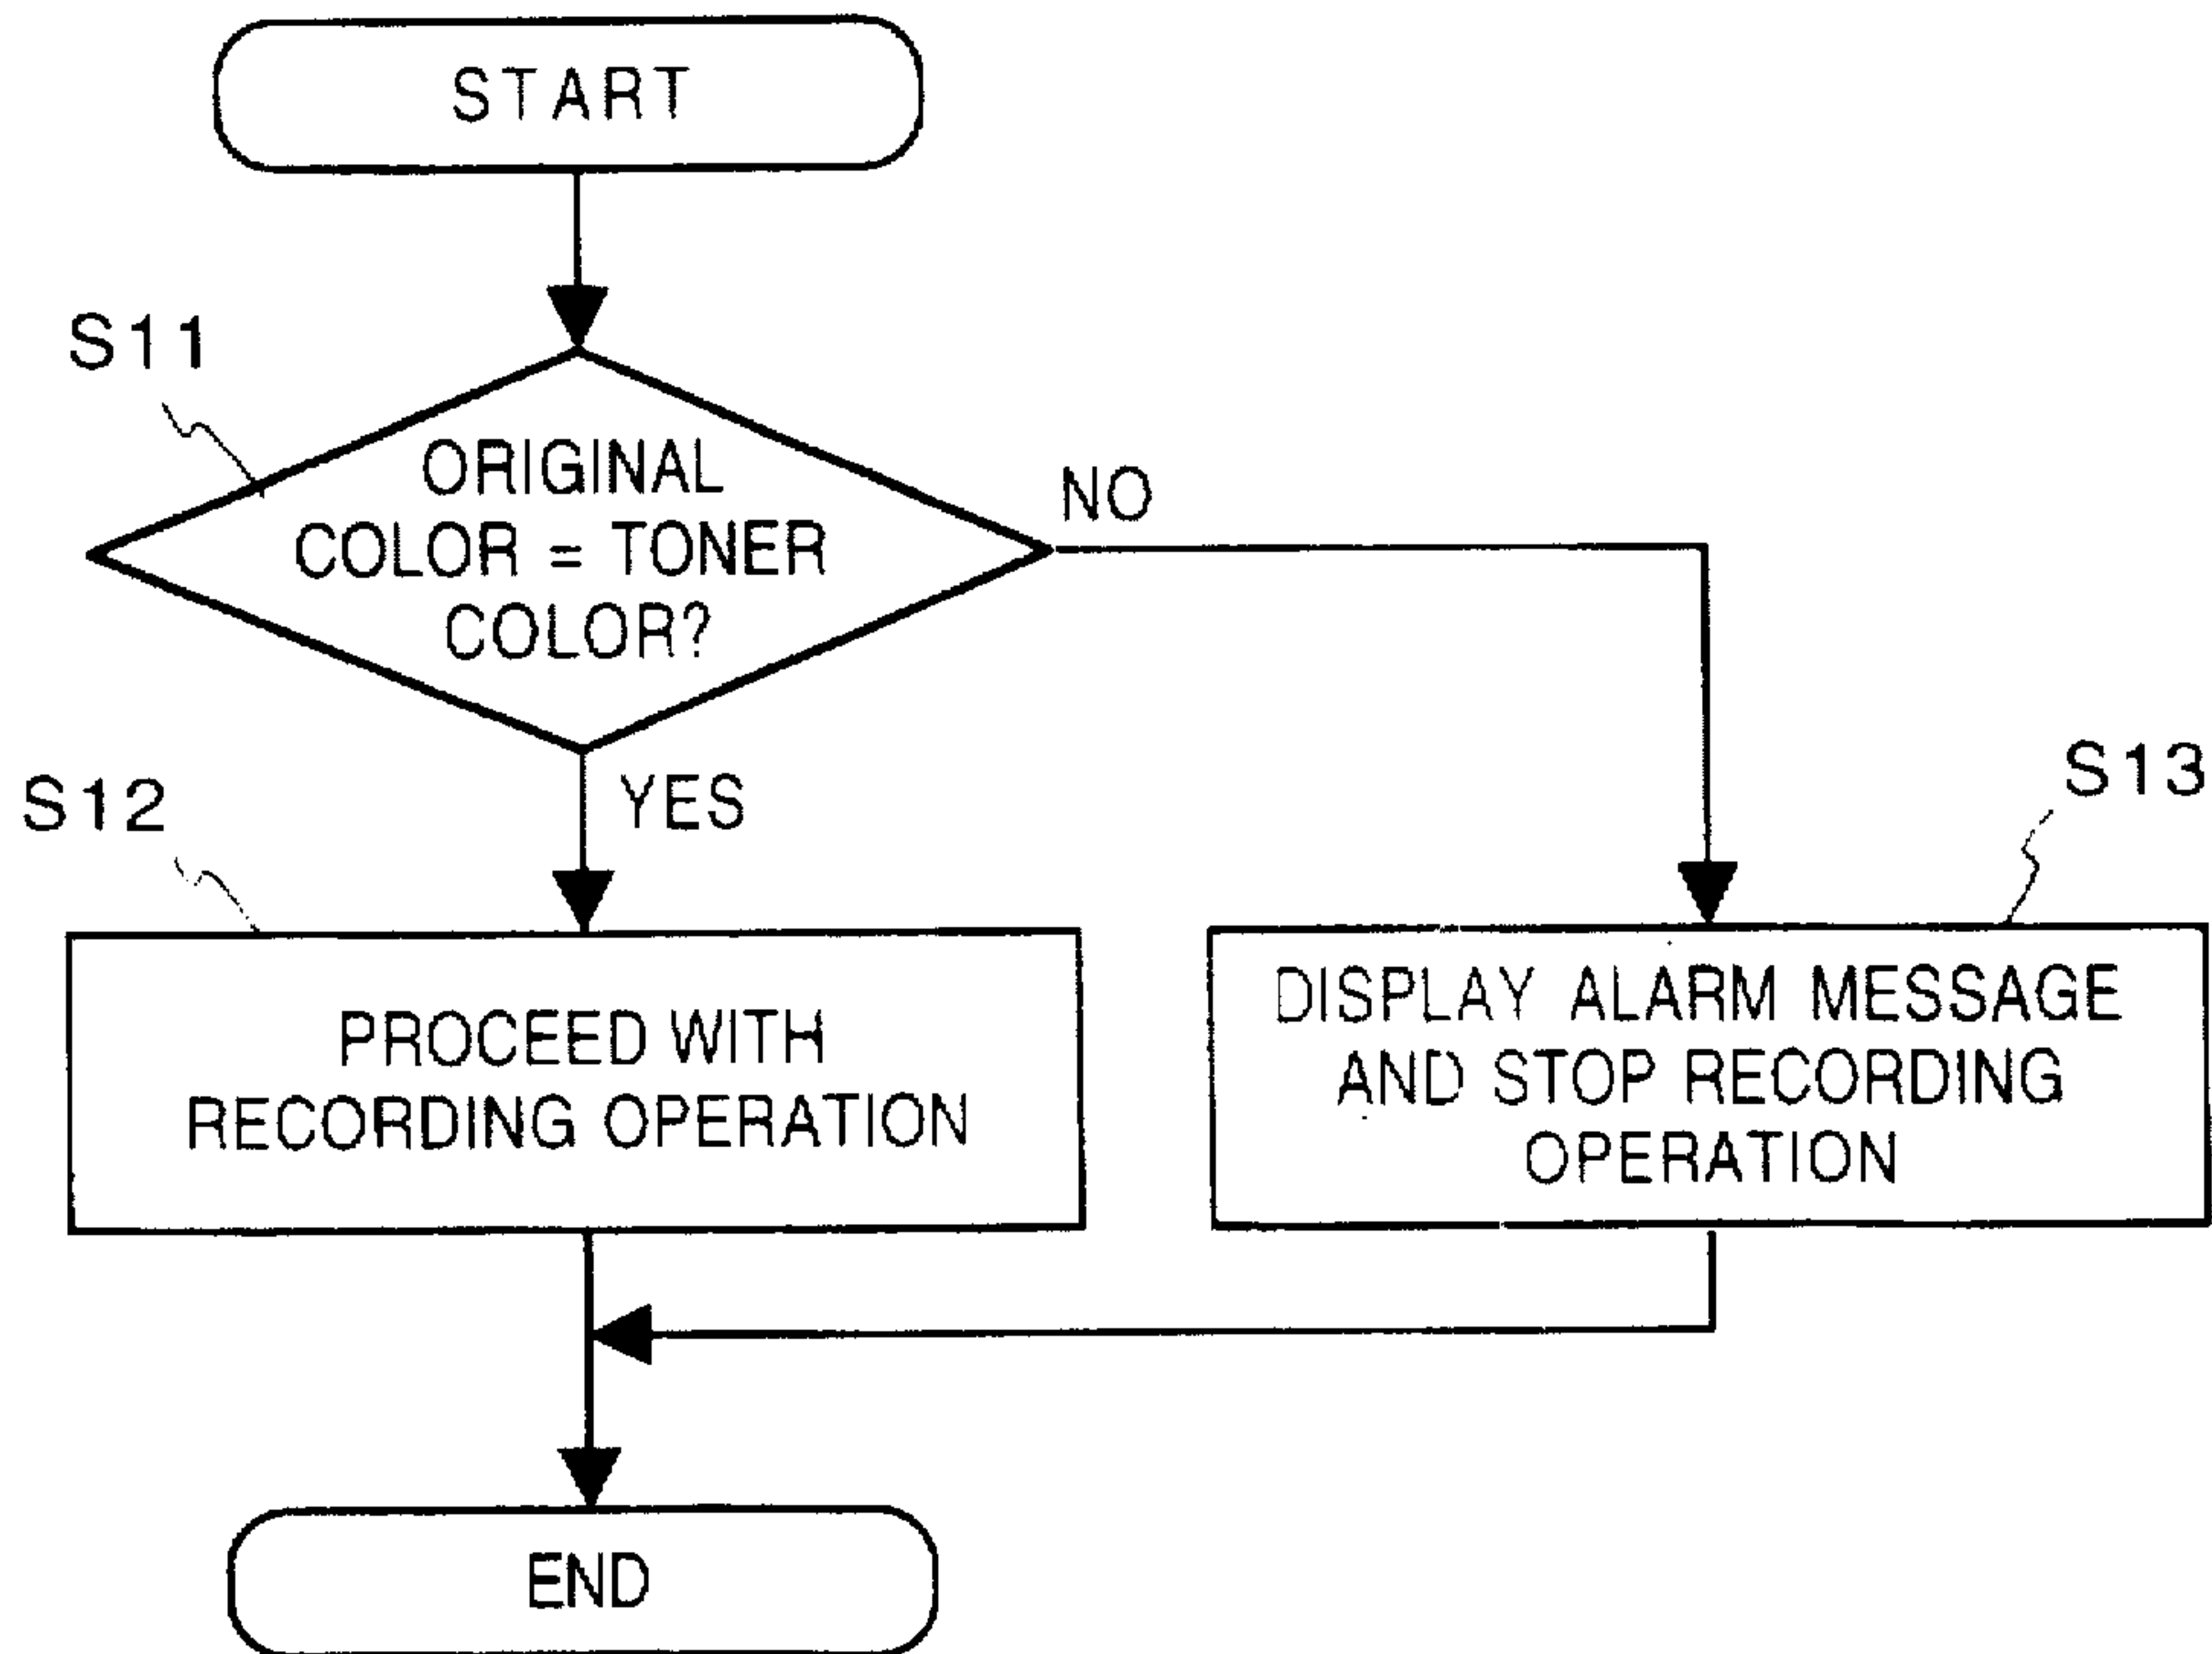 START
S11
ORIGINAL
COLOR = TONER
COLOR?
NO
YES
S12
PROCEED WITH
RECORDING OPERATION
S13
DISPLAY ALARM MESSAGE
AND STOP RECORDING
OPERATION
END